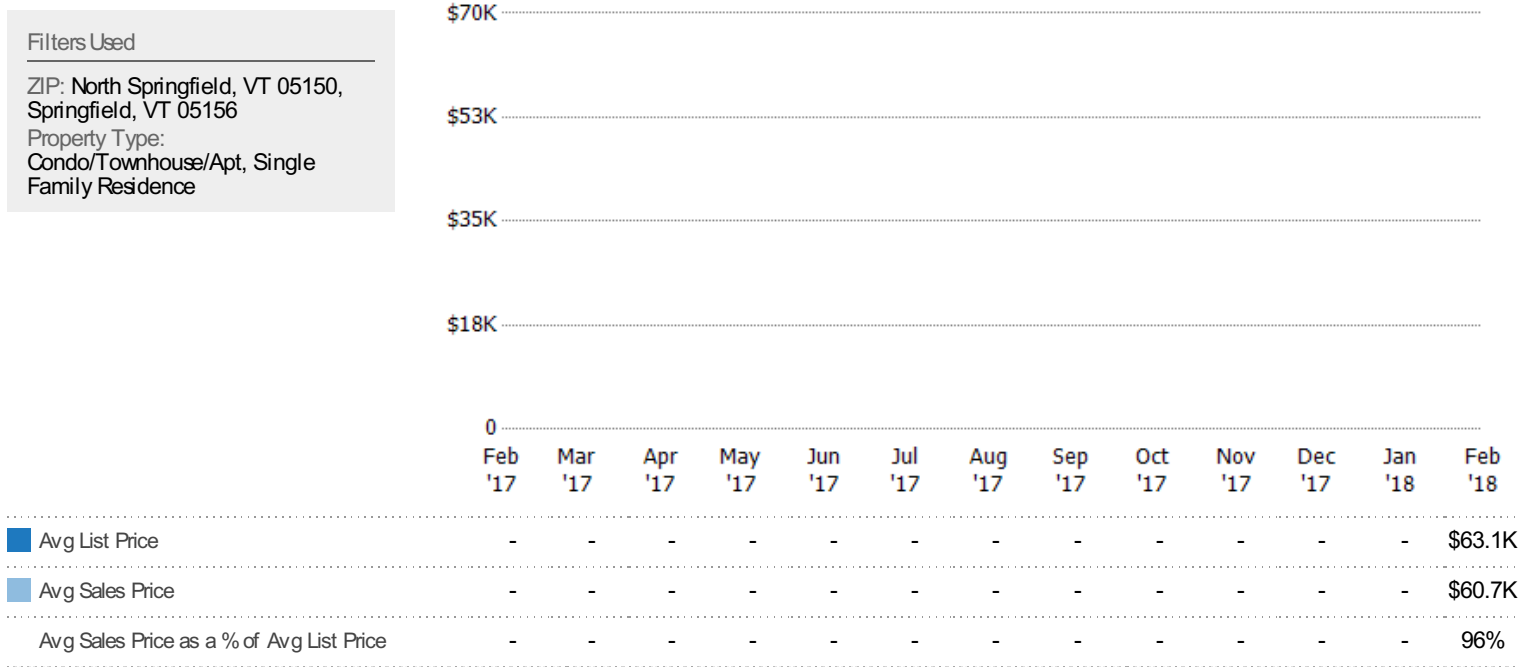 Filters Used
ZIP: North Springfield, VT 05150,
Springfield, VT 05156
Property Type:
Condo/Townhouse/Apt, Single
Family Residence
$70K
$53K
$35K
$18K
0
Feb Mar Apr May Jun Jul Aug Sep Oct Nov Dec Jan Feb
'17 '17 '17 '17 '17 '17 '17 '17 '17 '17 '17 '18 '18
Avg List Price - - - - - - - - - - - - $63.1K
Avg Sales Price - - - - - - - - - - - - $60.7K
Avg Sales Price as a % of Avg List Price - - - - - - - - - - - - 96%